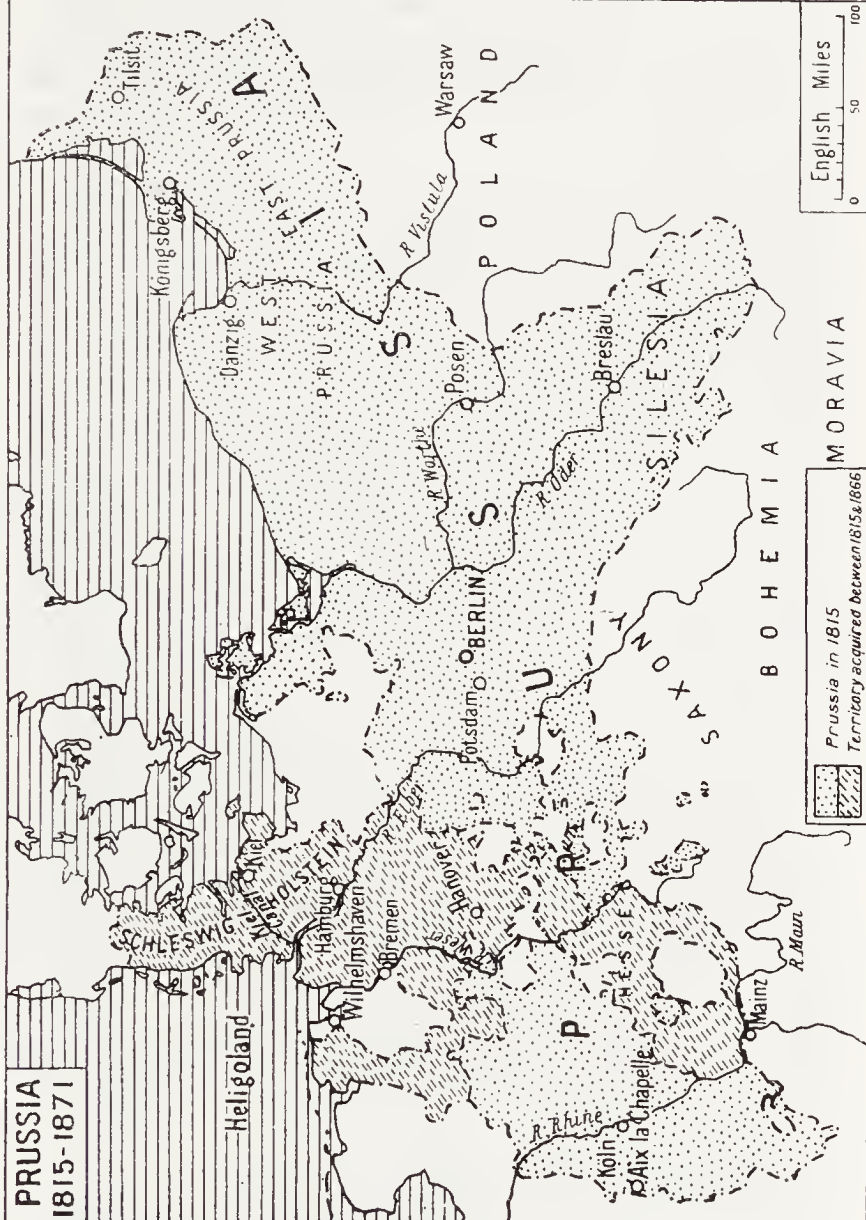 PRUSSIA
1815-1871
Heligoland
SCHLESWIG
Kiel
Canal
HOLSTEIN
Hamburg
Wilhelmshaven
Bremen
R. Elbe
R. Weser
Hanover
HESSE
R. Rhine
Köln
Aix la Chapelle
Mainz
R. Main
P
R
U
S
S
I
A
Potsdam
BERLIN
SAXONY
BOHEMIA
MORAVIA
SILESIA
Breslau
R. Oder
R Warthe
Posen
Danzig
WEST
PRUSSIA
Königsberg
EAST PRUSSIA
Tilsit
R Vistula
Warsaw
POLAND
Prussia in 1815
Territory acquired between 1815 & 1866
English Miles
0 50 100